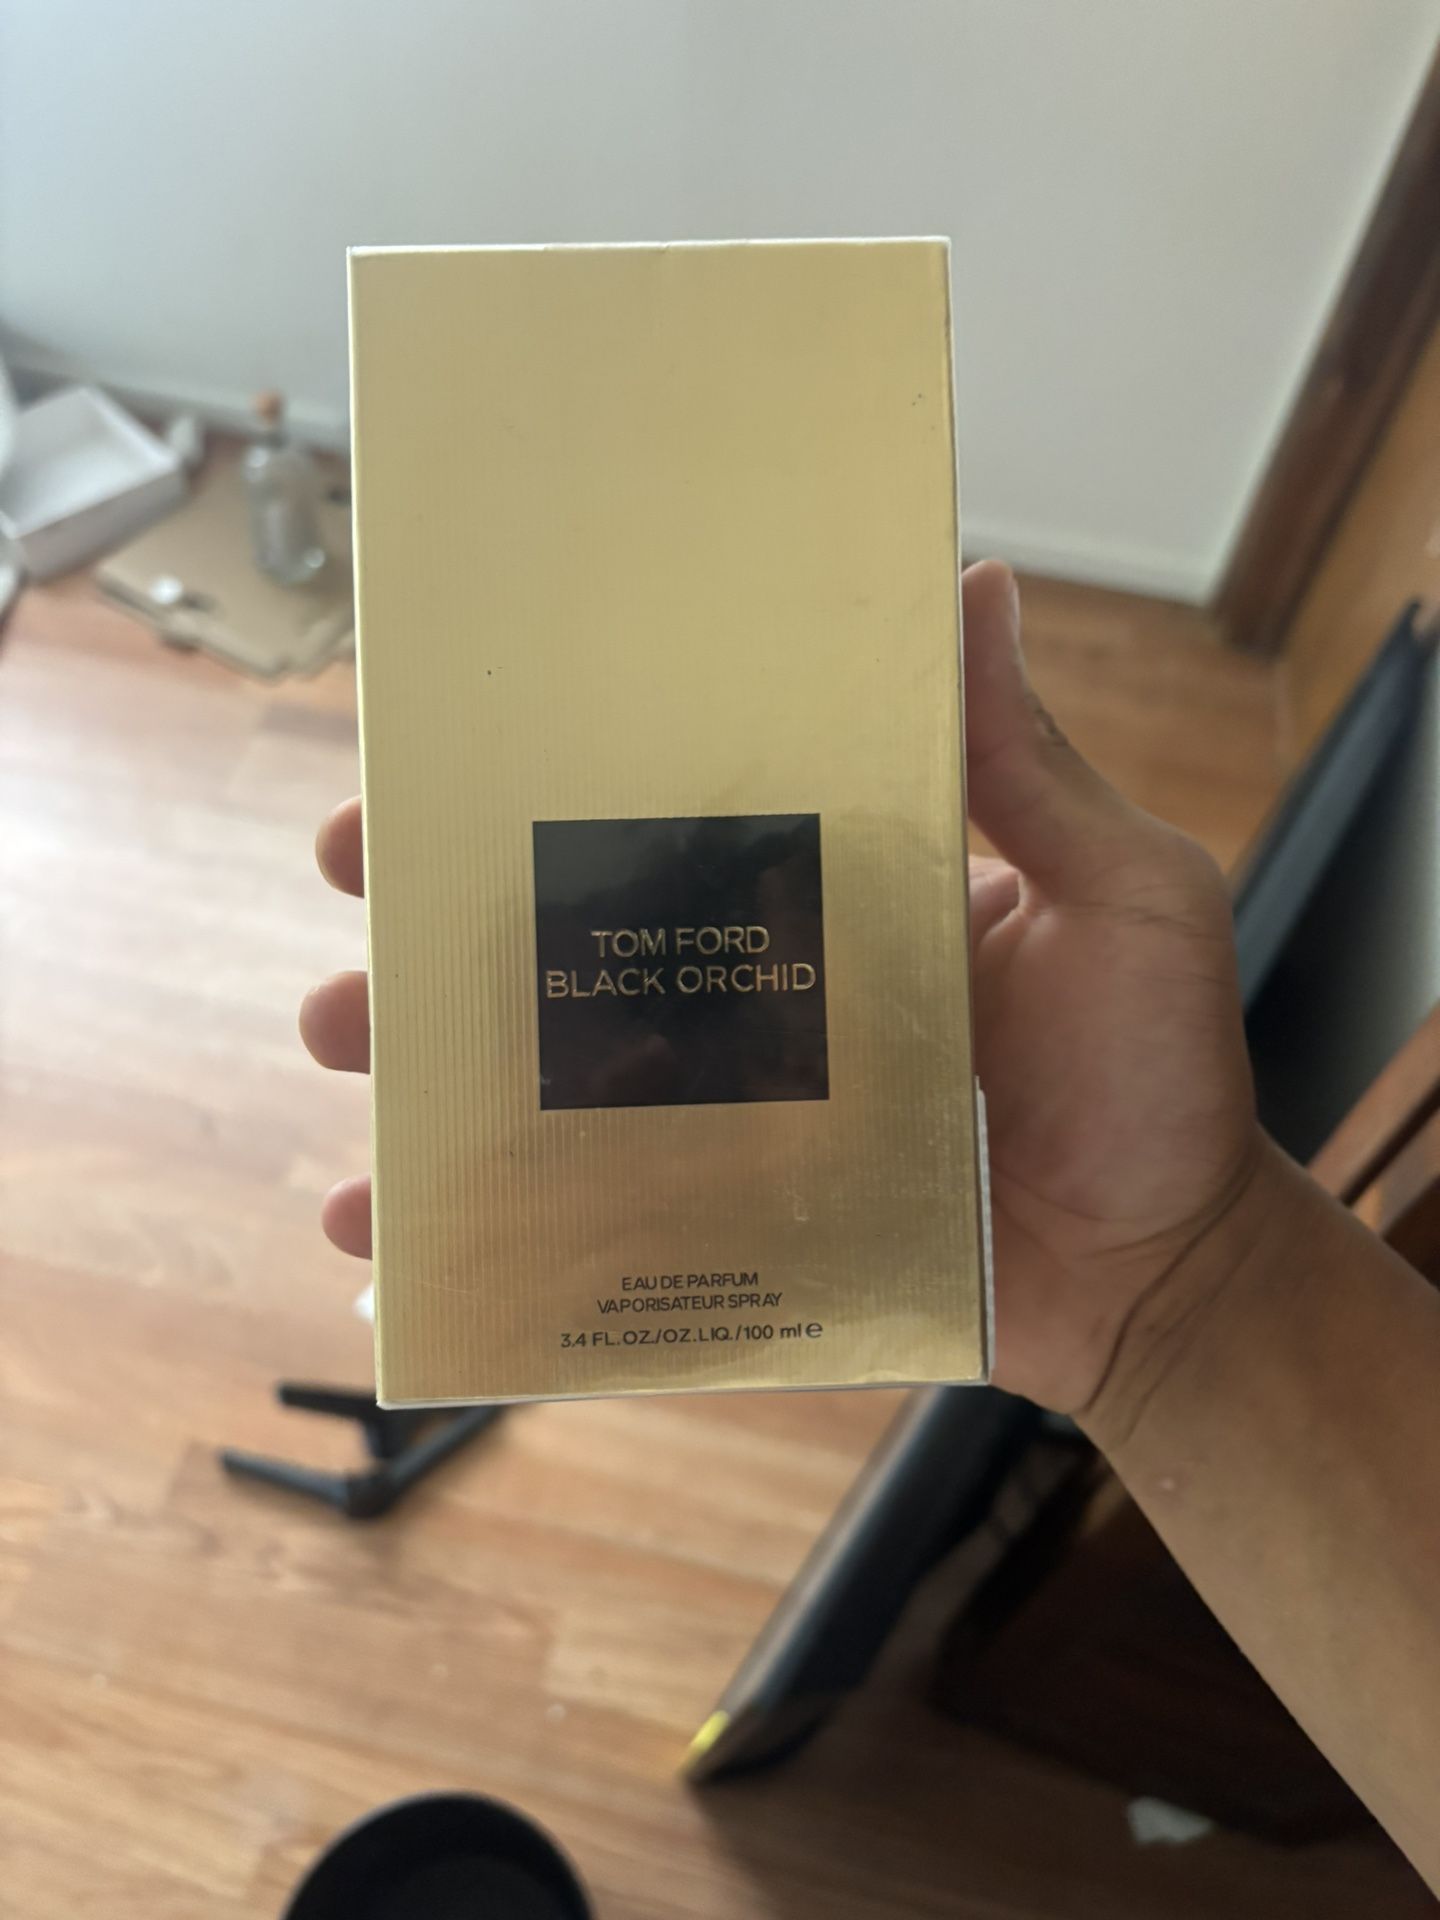 TOM FORD
BLACK ORCHID
EAU DE PARFUM
VAPORISATEUR SPRAY
3.4 FL.OZ./OZ.LIQ./100 ml ℮